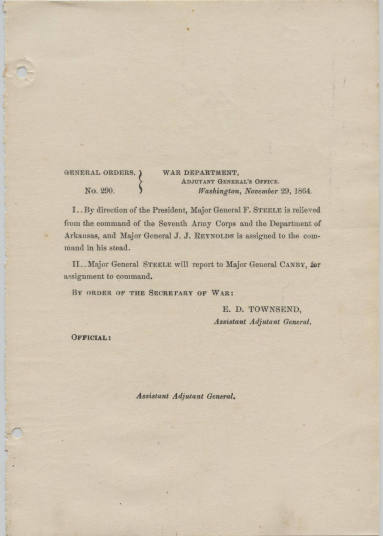 GENERAL ORDERS, } WAR DEPARTMENT,
ADJUTANT GENERAL'S OFFICE.
No. 290. Washington, November 29, 1864.
I..By direction of the President, Major General F. STEELE is relieved
from the command of the Seventh Army Corps and the Department of
Arkansas, and Major General J. J. REYNOLDS is assigned to the com-
mand in his stead.
II..Major General STEELE will report to Major General CANBY, for
assignment to command.
BY ORDER OF THE SECRETARY OF WAR:
E. D. TOWNSEND,
Assistant Adjutant General.
OFFICIAL:
Assistant Adjutant General.